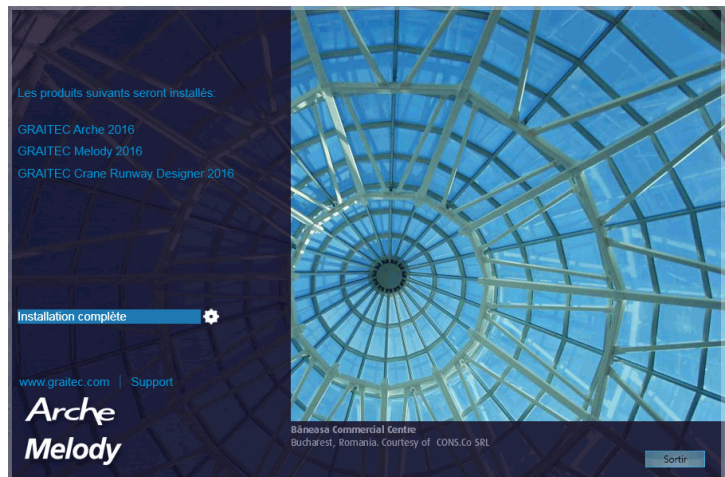 Les produits suivants seront installés:
GRAITEC Arche 2016
GRAITEC Melody 2016
GRAITEC Crane Runway Designer 2016
Installation complète
www.graitec.com | Support
Arche
Melody
Băneasa Commercial Centre
Bucharest, Romania. Courtesy of CONS.Co SRL
Sortir